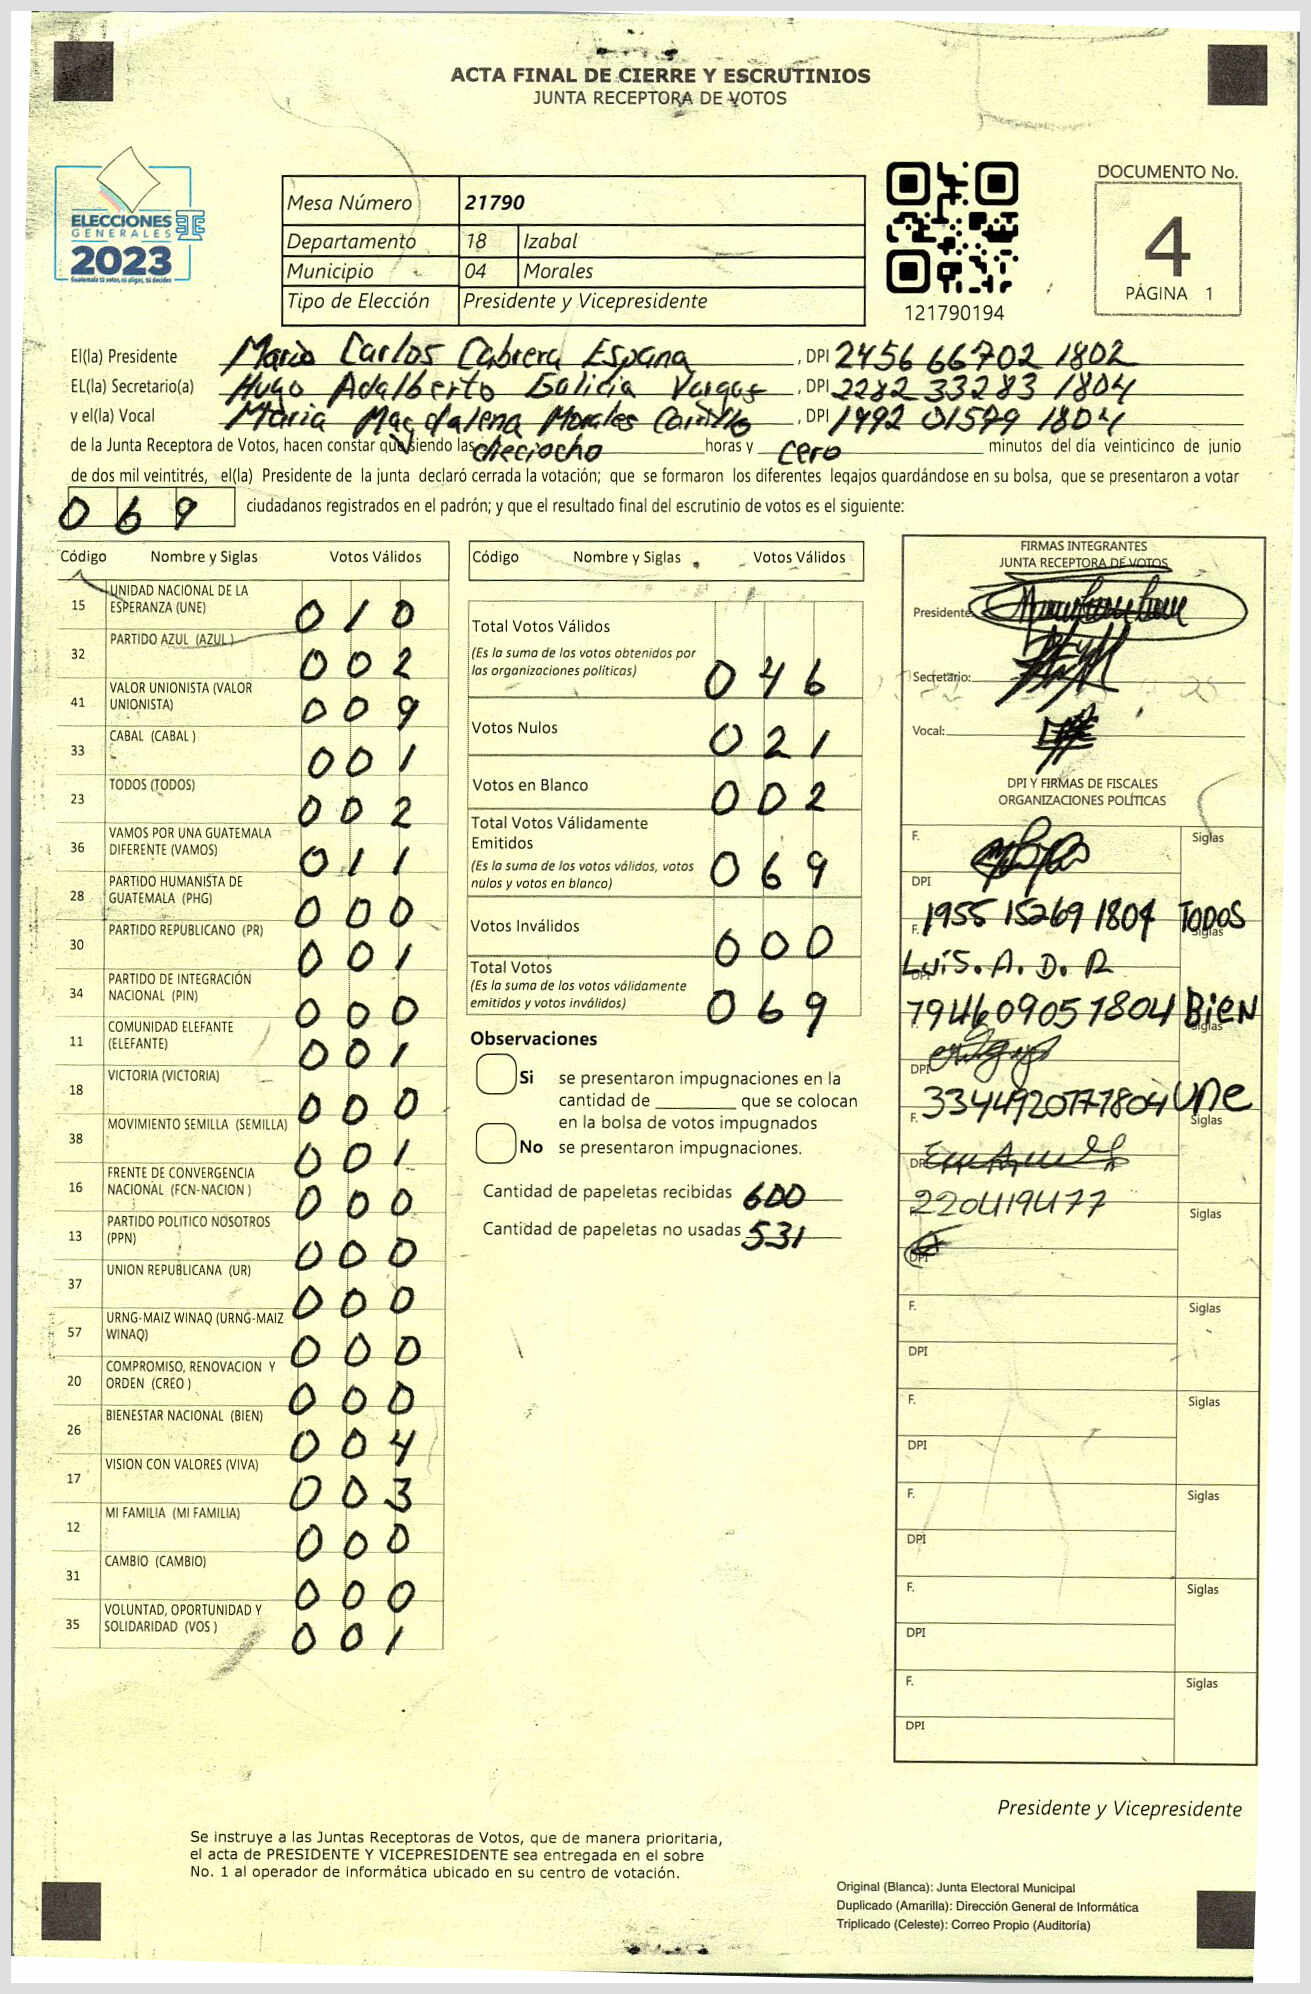 ACTA FINAL DE CIERRE Y ESCRUTINIOS
JUNTA RECEPTORA DE VOTOS
ELECCIONES
GENERALES
2023
Mesa Número 21790
Departamento 18 Izabal
Municipio 04 Morales
Tipo de Elección Presidente y Vicepresidente
121790194
DOCUMENTO No.
4
PÁGINA 1
El(la) Presidente Mario Carlos Cabrera España, DPI 2456 66702 1802
EL(la) Secretario(a) Hugo Adalberto Galicia Vargas, DPI 2282 33283 1804
y el(la) Vocal Maria Magdalena Morales Carrillo, DPI 1992 01579 1804
de la Junta Receptora de Votos, hacen constar que siendo las dieciocho horas y cero minutos del día veinticinco de junio
de dos mil veintitrés, el(la) Presidente de la junta declaró cerrada la votación; que se formaron los diferentes legajos guardándose en su bolsa, que se presentaron a votar
069 ciudadanos registrados en el padrón; y que el resultado final del escrutinio de votos es el siguiente:
Código Nombre y Siglas Votos Válidos
15 UNIDAD NACIONAL DE LA ESPERANZA (UNE) 010
32 PARTIDO AZUL (AZUL) 002
41 VALOR UNIONISTA (VALOR UNIONISTA) 009
33 CABAL (CABAL) 001
23 TODOS (TODOS) 002
36 VAMOS POR UNA GUATEMALA DIFERENTE (VAMOS) 011
28 PARTIDO HUMANISTA DE GUATEMALA (PHG) 000
30 PARTIDO REPUBLICANO (PR) 001
34 PARTIDO DE INTEGRACIÓN NACIONAL (PIN) 000
11 COMUNIDAD ELEFANTE (ELEFANTE) 001
18 VICTORIA (VICTORIA) 000
38 MOVIMIENTO SEMILLA (SEMILLA) 001
16 FRENTE DE CONVERGENCIA NACIONAL (FCN-NACION) 000
13 PARTIDO POLITICO NOSOTROS (PPN) 000
37 UNION REPUBLICANA (UR) 000
57 URNG-MAIZ WINAQ (URNG-MAIZ WINAQ) 000
20 COMPROMISO, RENOVACION Y ORDEN (CREO) 000
26 BIENESTAR NACIONAL (BIEN) 004
17 VISION CON VALORES (VIVA) 003
12 MI FAMILIA (MI FAMILIA) 000
31 CAMBIO (CAMBIO) 000
35 VOLUNTAD, OPORTUNIDAD Y SOLIDARIDAD (VOS) 001
Código Nombre y Siglas Votos Válidos
Total Votos Válidos
(Es la suma de los votos obtenidos por
las organizaciones políticas) 046
Votos Nulos 021
Votos en Blanco 002
Total Votos Válidamente
Emitidos
(Es la suma de los votos válidos, votos
nulos y votos en blanco) 069
Votos Inválidos 000
Total Votos
(Es la suma de los votos válidamente
emitidos y votos inválidos) 069
Observaciones
Si se presentaron impugnaciones en la
cantidad de ________ que se colocan
en la bolsa de votos impugnados
No se presentaron impugnaciones.
Cantidad de papeletas recibidas 600
Cantidad de papeletas no usadas 531
FIRMAS INTEGRANTES
JUNTA RECEPTORA DE VOTOS
Presidente:
Secretario:
Vocal:
DPI Y FIRMAS DE FISCALES
ORGANIZACIONES POLÍTICAS
F. Siglas
DPI 1955 15269 1804 TODOS
F. Luis. A. D. R Siglas
DPI 7946 0905 1804 BiEN
F. Siglas
DPI 3344920771804 UNE
F. Siglas
DPI 220419477
F. Siglas
DPI
F. Siglas
DPI
F. Siglas
DPI
F. Siglas
DPI
F. Siglas
DPI
F. Siglas
DPI
Presidente y Vicepresidente
Se instruye a las Juntas Receptoras de Votos, que de manera prioritaria,
el acta de PRESIDENTE Y VICEPRESIDENTE sea entregada en el sobre
No. 1 al operador de informática ubicado en su centro de votación.
Original (Blanca): Junta Electoral Municipal
Duplicado (Amarilla): Dirección General de Informática
Triplicado (Celeste): Correo Propio (Auditoría)